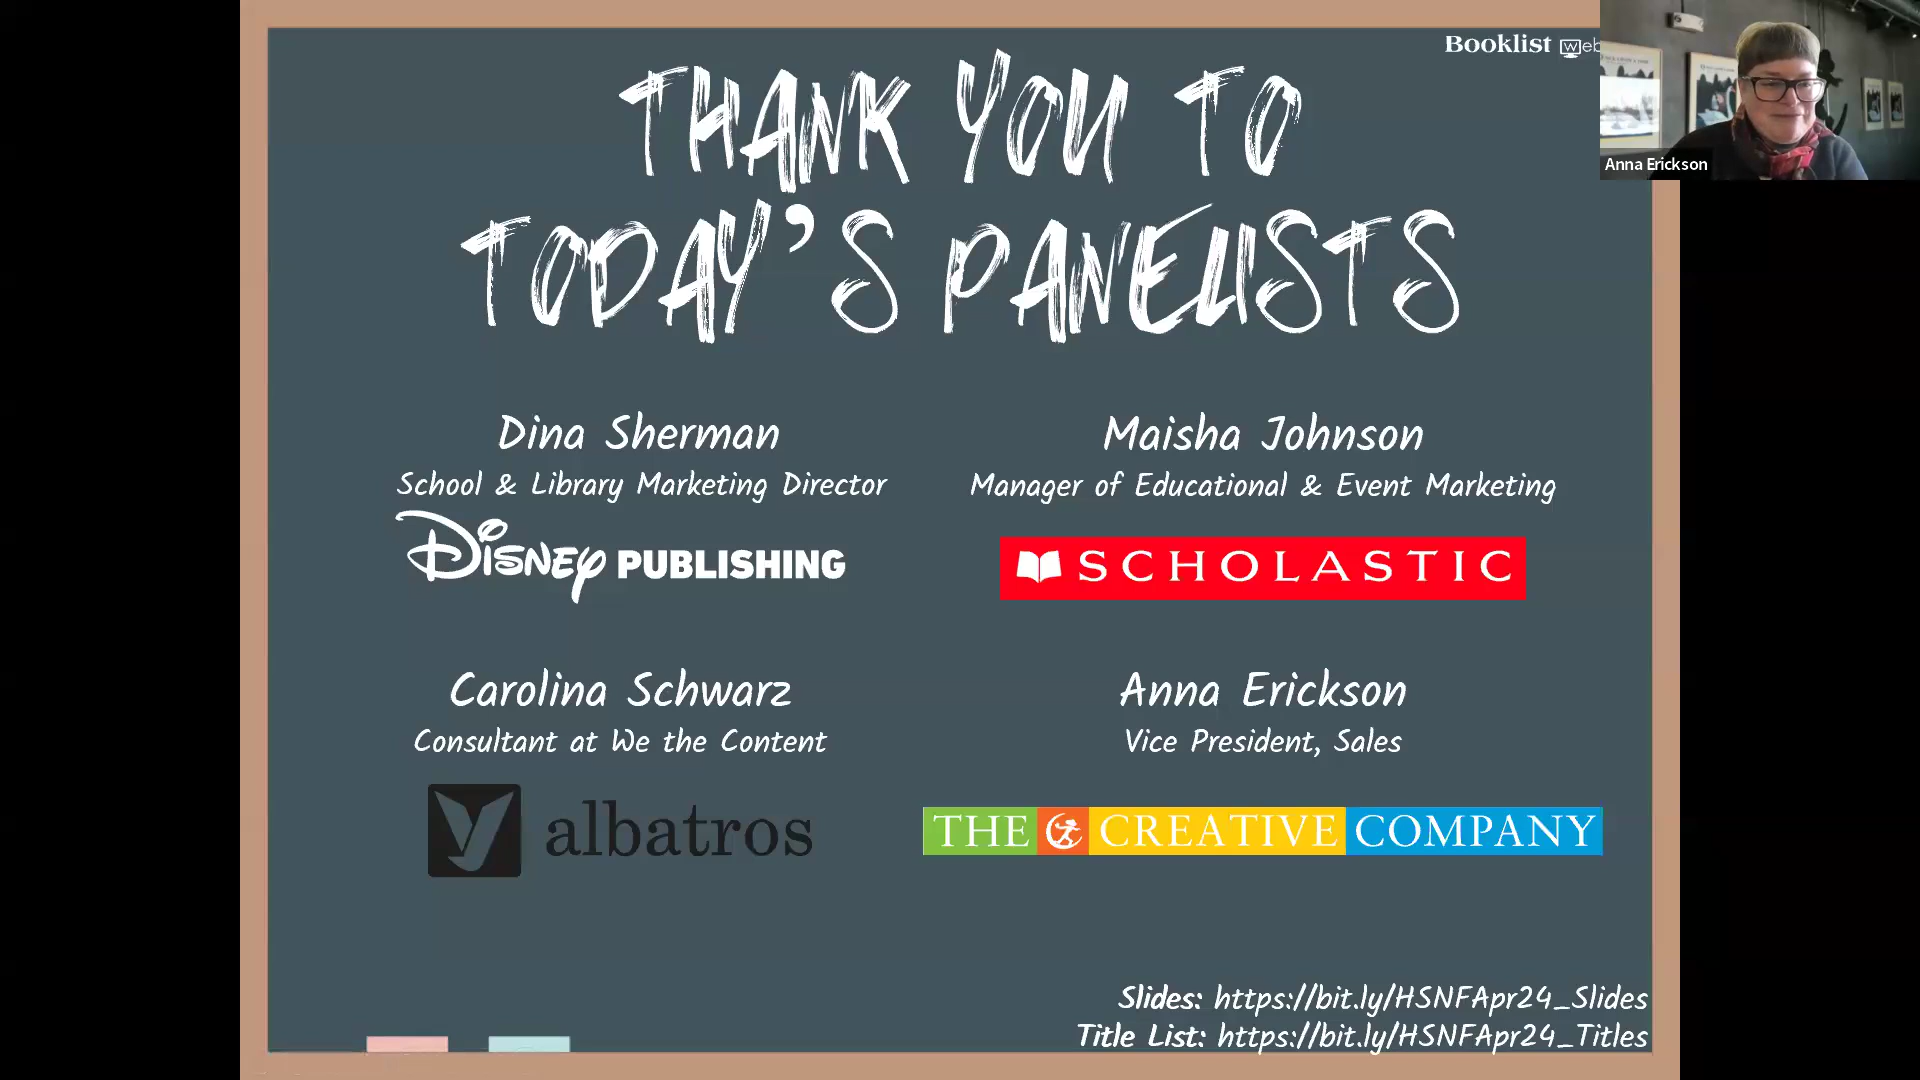 Booklist web
THANK YOU TO
TODAY'S PANELISTS
Anna Erickson
Dina Sherman
School & Library Marketing Director
DISNEY PUBLISHING
Maisha Johnson
Manager of Educational & Event Marketing
SCHOLASTIC
Carolina Schwarz
Consultant at We the Content
albatros
Anna Erickson
Vice President, Sales
THE CREATIVE COMPANY
Slides: https://bit.ly/HSNFApr24_Slides
Title List: https://bit.ly/HSNFApr24_Titles